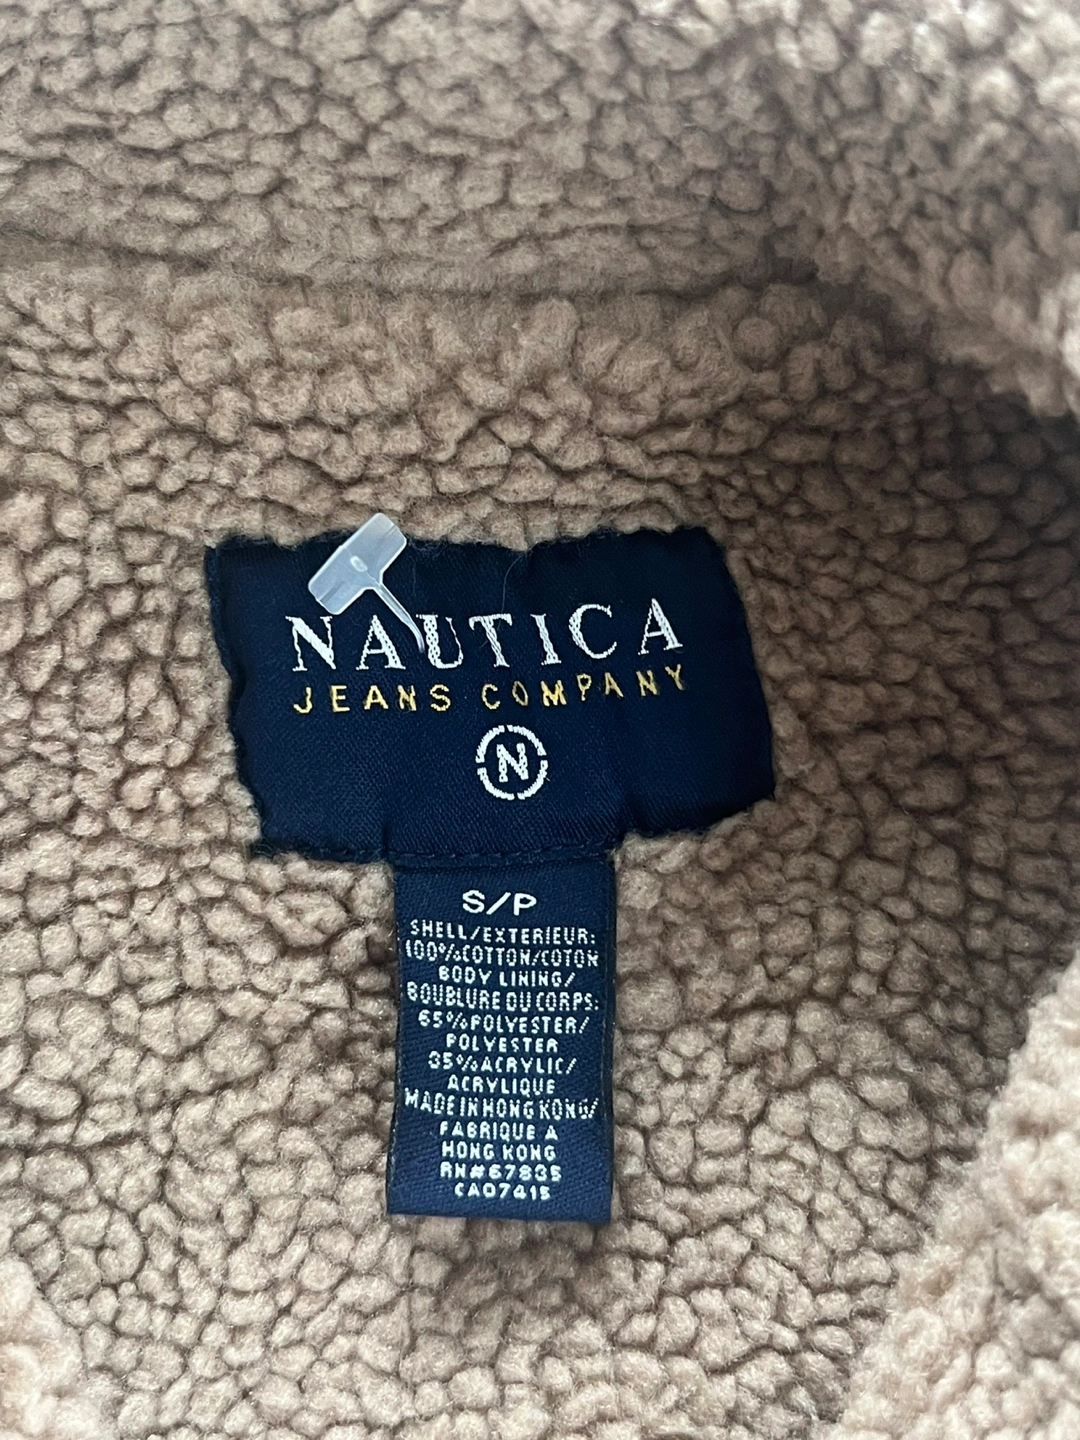 NAUTICA
JEANS COMPANY
N
S/P
SHELL/EXTERIEUR:
100%COTTON/COTON
BODY LINING/
DOUBLURE DU CORPS:
65%POLYESTER/
POLYESTER
35%ACRYLIC/
ACRYLIQUE
MADE IN HONG KONG/
FABRIQUE A
HONG KONG
RN#67835
CA07415